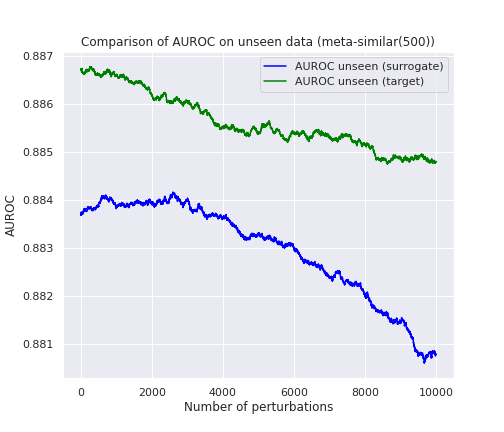 Comparison of AUROC on unseen data (meta-similar(500))
AUROC unseen (surrogate)
AUROC unseen (target)
AUROC
0.887
0.886
0.885
0.884
0.883
0.882
0.881
0 2000 4000 6000 8000 10000
Number of perturbations